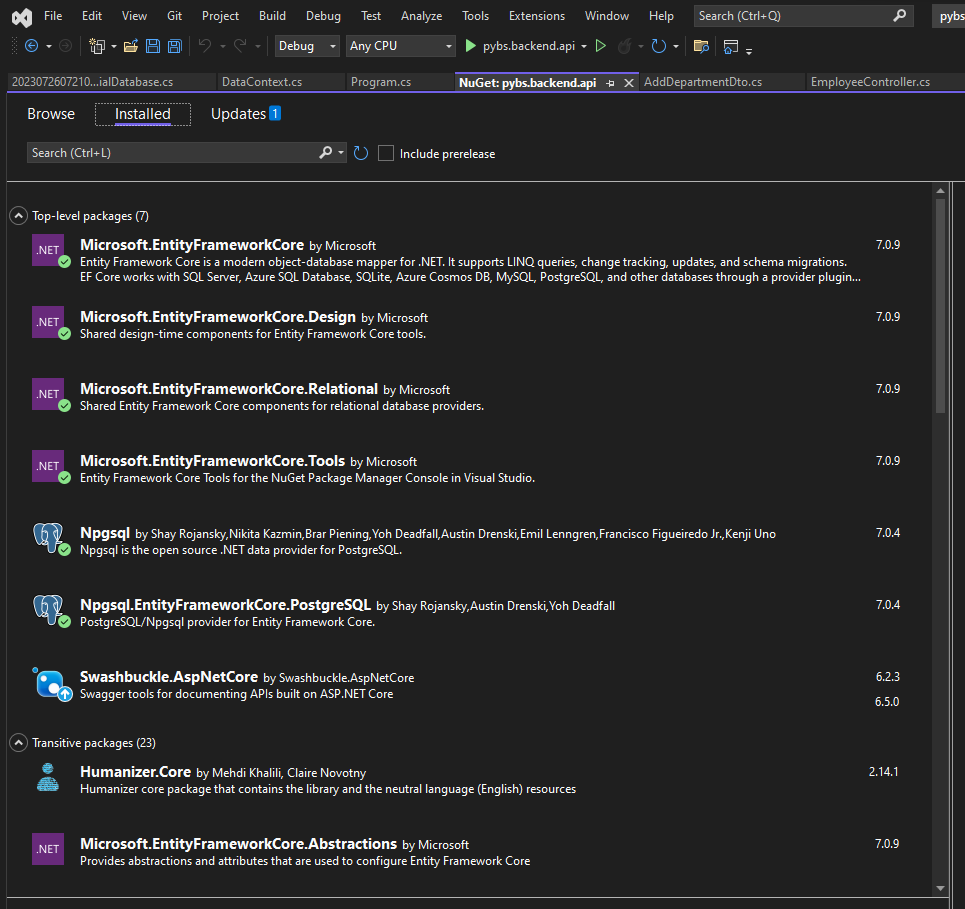 File Edit View Git Project Build Debug Test Analyze Tools Extensions Window Help Search (Ctrl+Q) pybs
Debug Any CPU pybs.backend.api
2023072607210...ialDatabase.cs DataContext.cs Program.cs NuGet: pybs.backend.api AddDepartmentDto.cs EmployeeController.cs
Browse Installed Updates 1
Search (Ctrl+L) Include prerelease
Top-level packages (7)
.NET Microsoft.EntityFrameworkCore by Microsoft 7.0.9
Entity Framework Core is a modern object-database mapper for .NET. It supports LINQ queries, change tracking, updates, and schema migrations.
EF Core works with SQL Server, Azure SQL Database, SQLite, Azure Cosmos DB, MySQL, PostgreSQL, and other databases through a provider plugin...
.NET Microsoft.EntityFrameworkCore.Design by Microsoft 7.0.9
Shared design-time components for Entity Framework Core tools.
.NET Microsoft.EntityFrameworkCore.Relational by Microsoft 7.0.9
Shared Entity Framework Core components for relational database providers.
.NET Microsoft.EntityFrameworkCore.Tools by Microsoft 7.0.9
Entity Framework Core Tools for the NuGet Package Manager Console in Visual Studio.
Npgsql by Shay Rojansky,Nikita Kazmin,Brar Piening,Yoh Deadfall,Austin Drenski,Emil Lenngren,Francisco Figueiredo Jr.,Kenji Uno 7.0.4
Npgsql is the open source .NET data provider for PostgreSQL.
Npgsql.EntityFrameworkCore.PostgreSQL by Shay Rojansky,Austin Drenski,Yoh Deadfall 7.0.4
PostgreSQL/Npgsql provider for Entity Framework Core.
Swashbuckle.AspNetCore by Swashbuckle.AspNetCore 6.2.3
Swagger tools for documenting APIs built on ASP.NET Core
6.5.0
Transitive packages (23)
Humanizer.Core by Mehdi Khalili, Claire Novotny 2.14.1
Humanizer core package that contains the library and the neutral language (English) resources
.NET Microsoft.EntityFrameworkCore.Abstractions by Microsoft 7.0.9
Provides abstractions and attributes that are used to configure Entity Framework Core